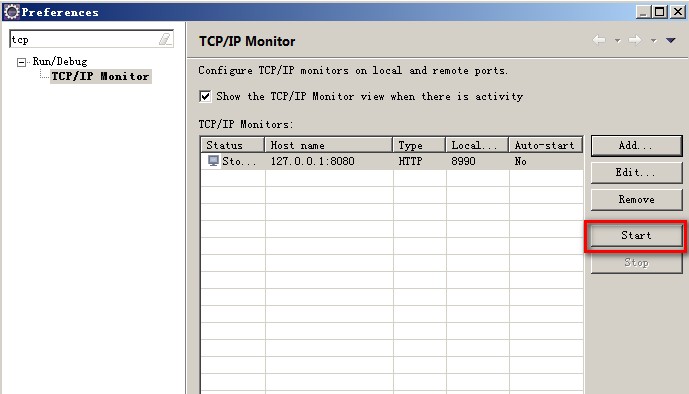 Preferences
tcp
Run/Debug
TCP/IP Monitor
TCP/IP Monitor
Configure TCP/IP monitors on local and remote ports.
Show the TCP/IP Monitor view when there is activity
TCP/IP Monitors:
Status Host name Type Local... Auto-start
Sto... 127.0.0.1:8080 HTTP 8990 No
Add...
Edit...
Remove
Start
Stop